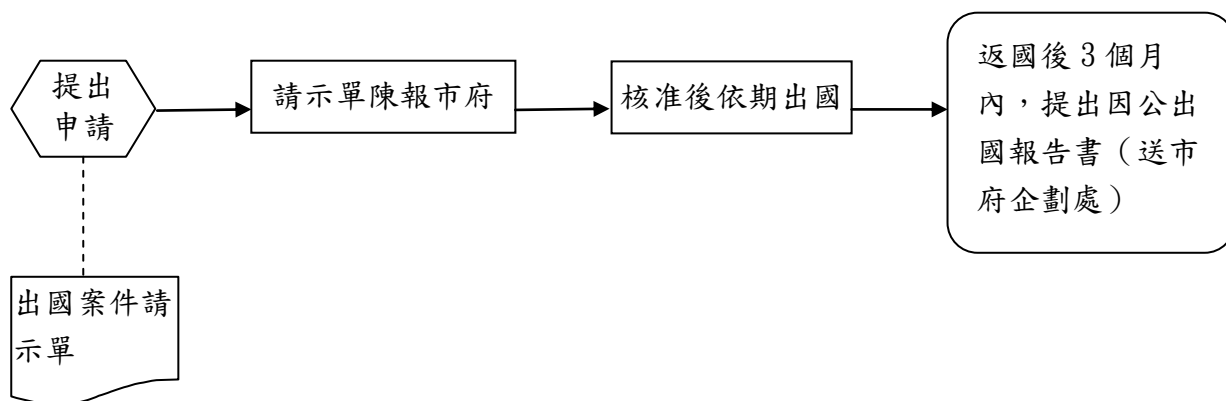 提出
申請
請示單陳報市府
核准後依期出國
返國後3個月
內，提出因公出
國報告書（送市
府企劃處）
出國案件請
示單